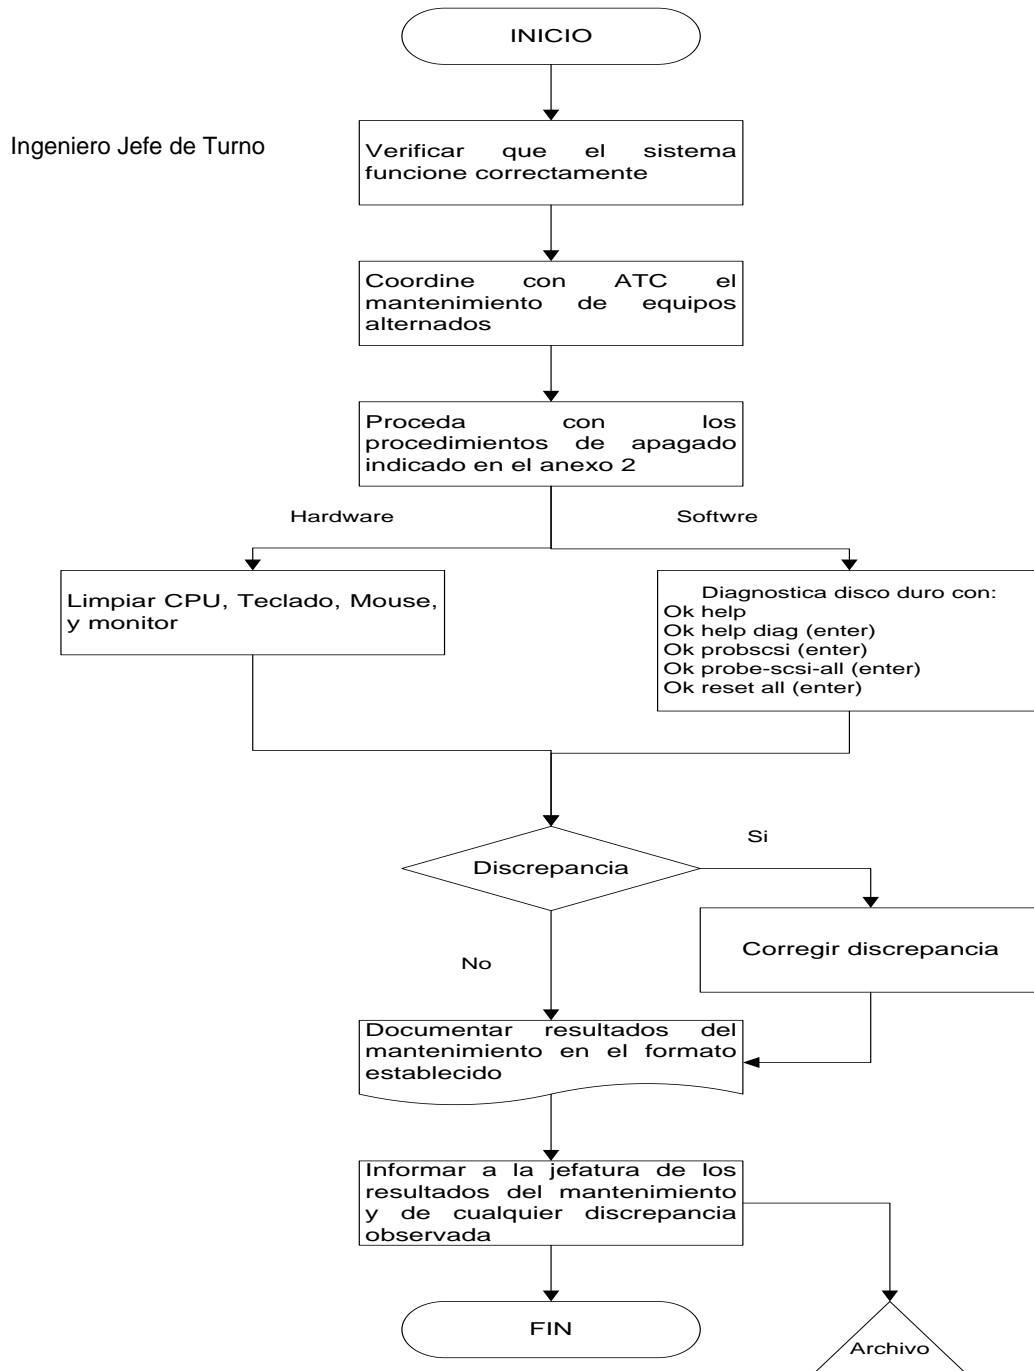 INICIO
Ingeniero Jefe de Turno
Verificar que el sistema
funcione correctamente
Coordine con ATC el
mantenimiento de equipos
alternados
Proceda con los
procedimientos de apagado
indicado en el anexo 2
Hardware
Softwre
Limpiar CPU, Teclado, Mouse,
y monitor
Diagnostica disco duro con:
Ok help
Ok help diag (enter)
Ok probscsi (enter)
Ok probe-scsi-all (enter)
Ok reset all (enter)
Discrepancia
Si
Corregir discrepancia
No
Documentar resultados del
mantenimiento en el formato
establecido
Informar a la jefatura de los
resultados del mantenimiento
y de cualquier discrepancia
observada
FIN
Archivo